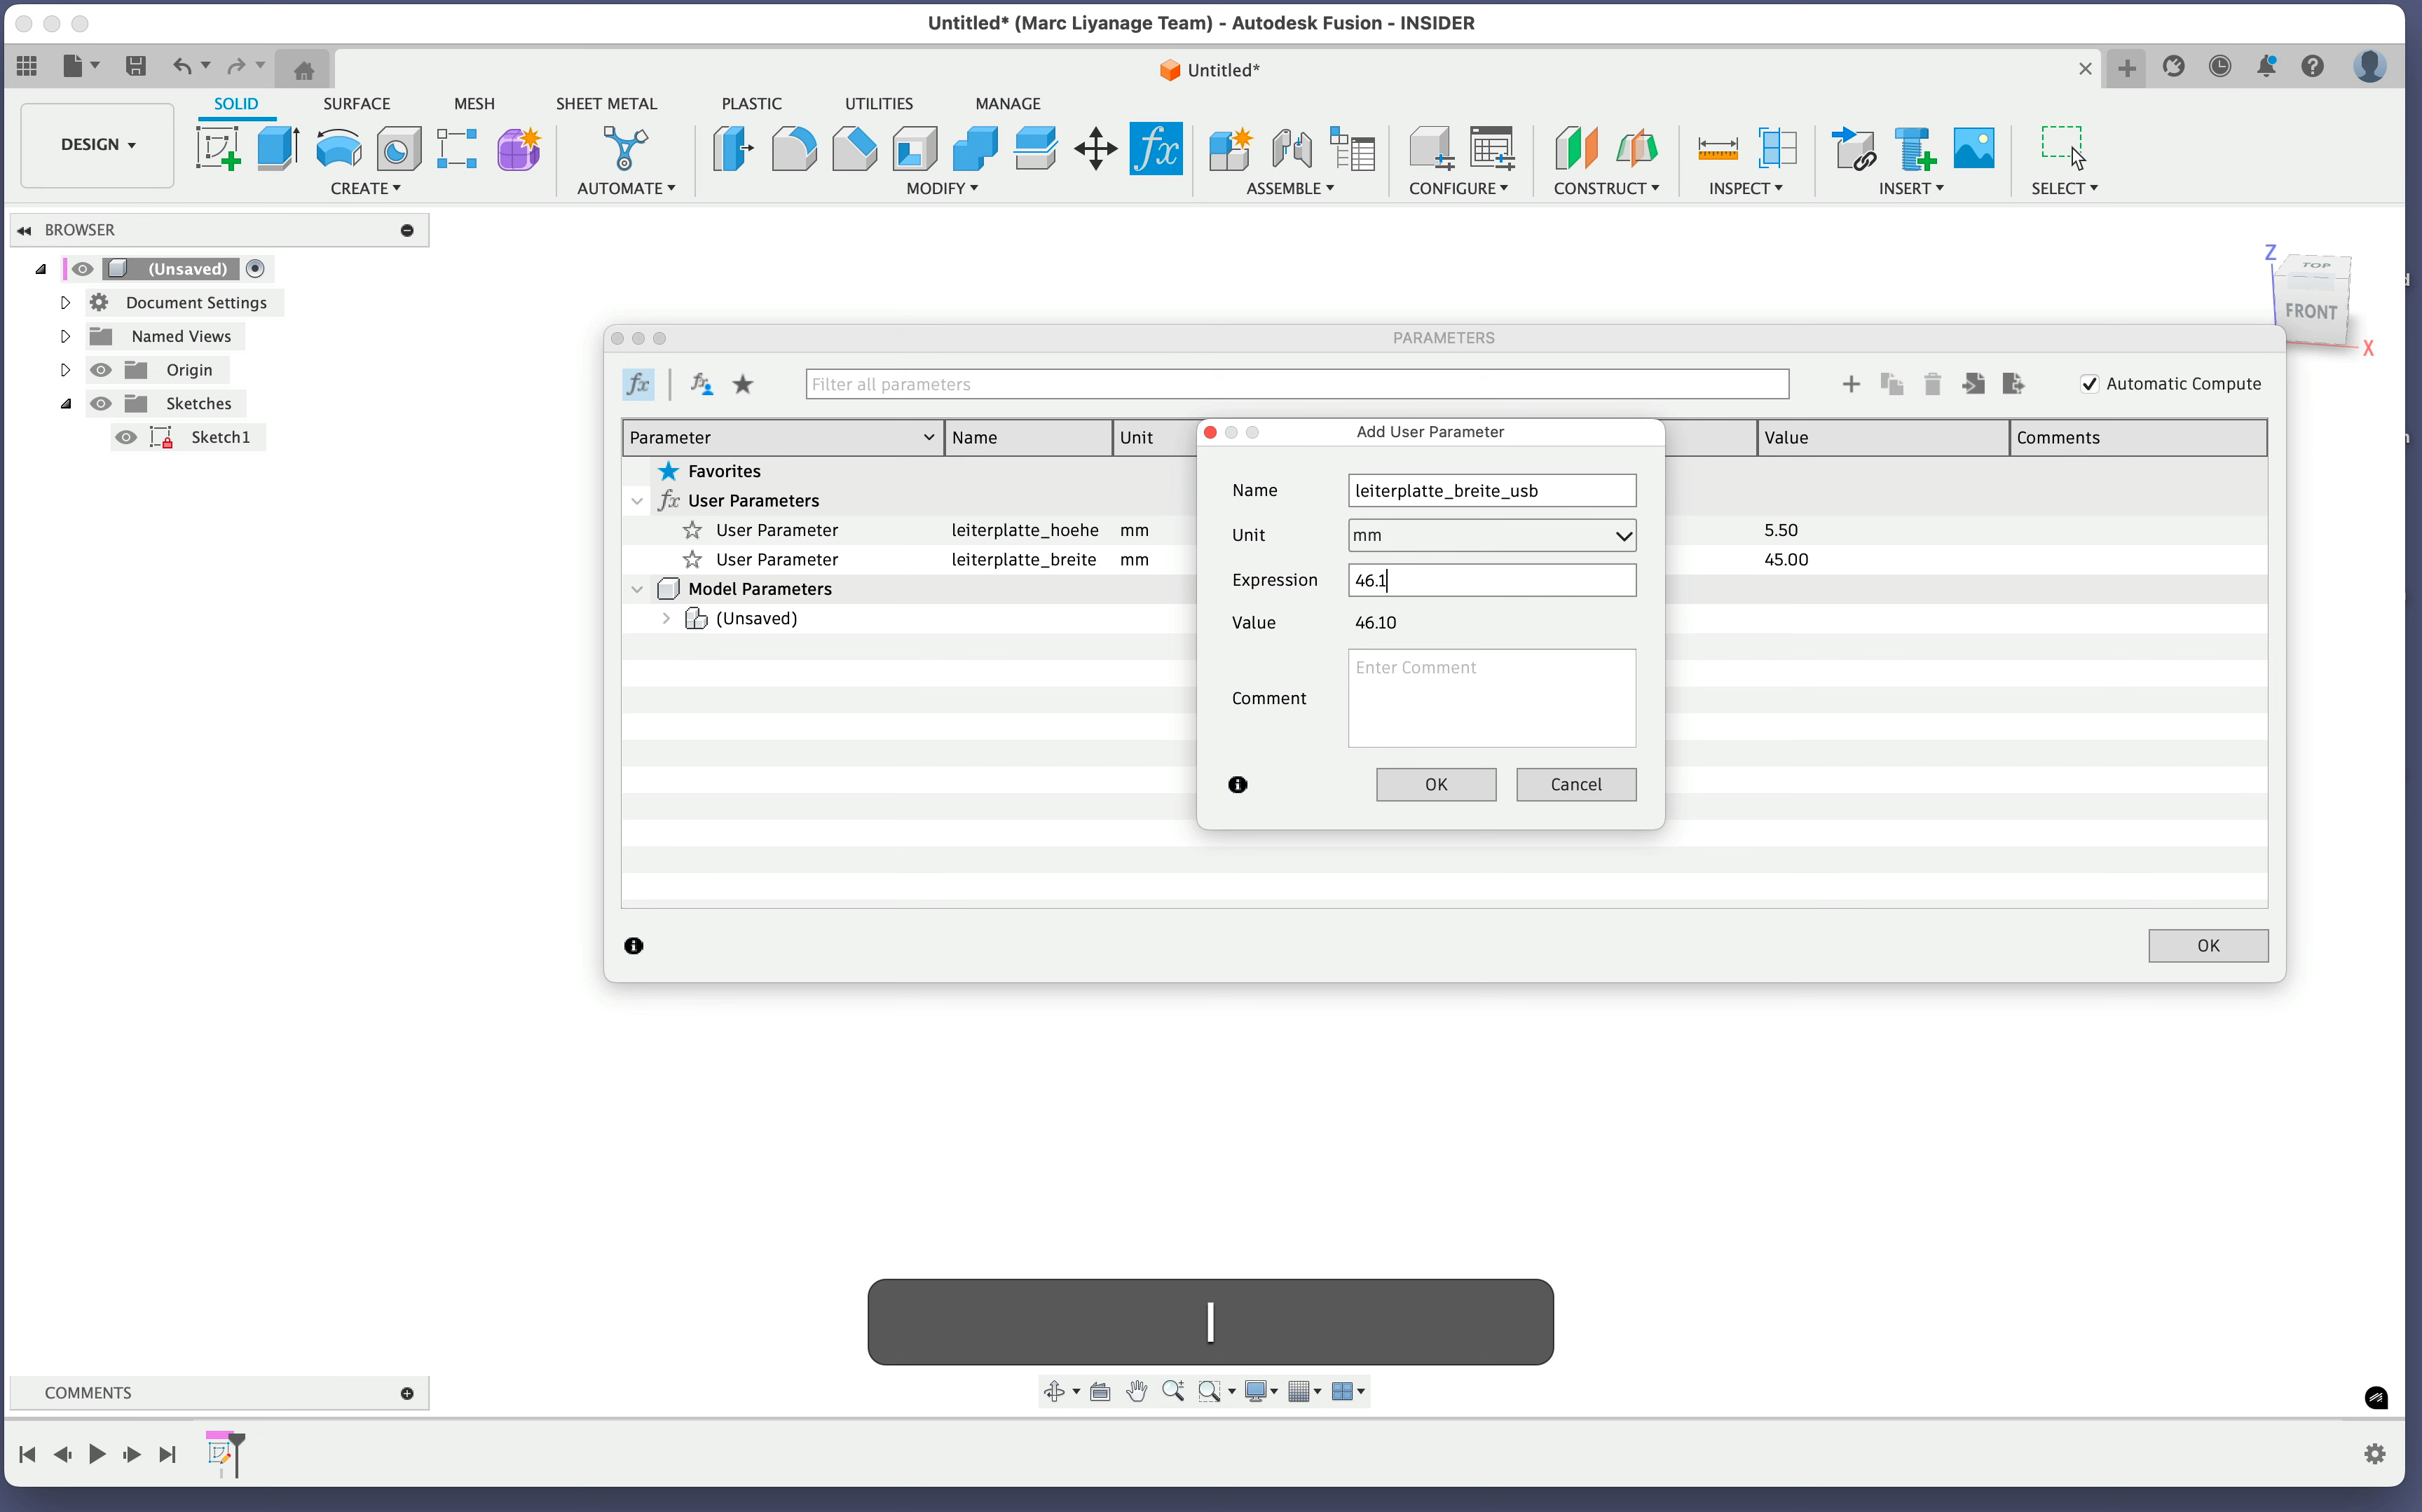 Untitled* (Marc Liyanage Team) - Autodesk Fusion - INSIDER
Untitled*
SOLID SURFACE MESH SHEET METAL PLASTIC UTILITIES MANAGE
DESIGN
CREATE AUTOMATE MODIFY ASSEMBLE CONFIGURE CONSTRUCT INSPECT INSERT SELECT
BROWSER
(Unsaved)
Document Settings
Named Views
Origin
Sketches
Sketch1
Z
TOP
FRONT
X
PARAMETERS
Filter all parameters
Automatic Compute
Parameter Name Unit Value Comments
Favorites
fx User Parameters
User Parameter leiterplatte_hoehe mm 5.50
User Parameter leiterplatte_breite mm 45.00
Model Parameters
(Unsaved)
Add User Parameter
Name leiterplatte_breite_usb
Unit mm
Expression 46.1
Value 46.10
Comment Enter Comment
OK Cancel
OK
COMMENTS